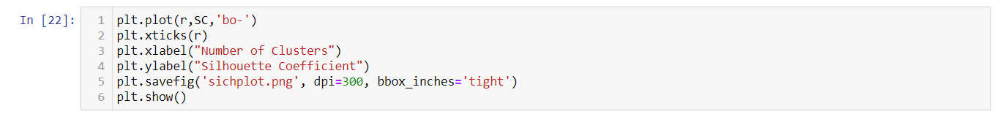 In [22]:
1 plt.plot(r,SC,'bo-')
2 plt.xticks(r)
3 plt.xlabel("Number of Clusters")
4 plt.ylabel("Silhouette Coefficient")
5 plt.savefig('sichplot.png', dpi=300, bbox_inches='tight')
6 plt.show()